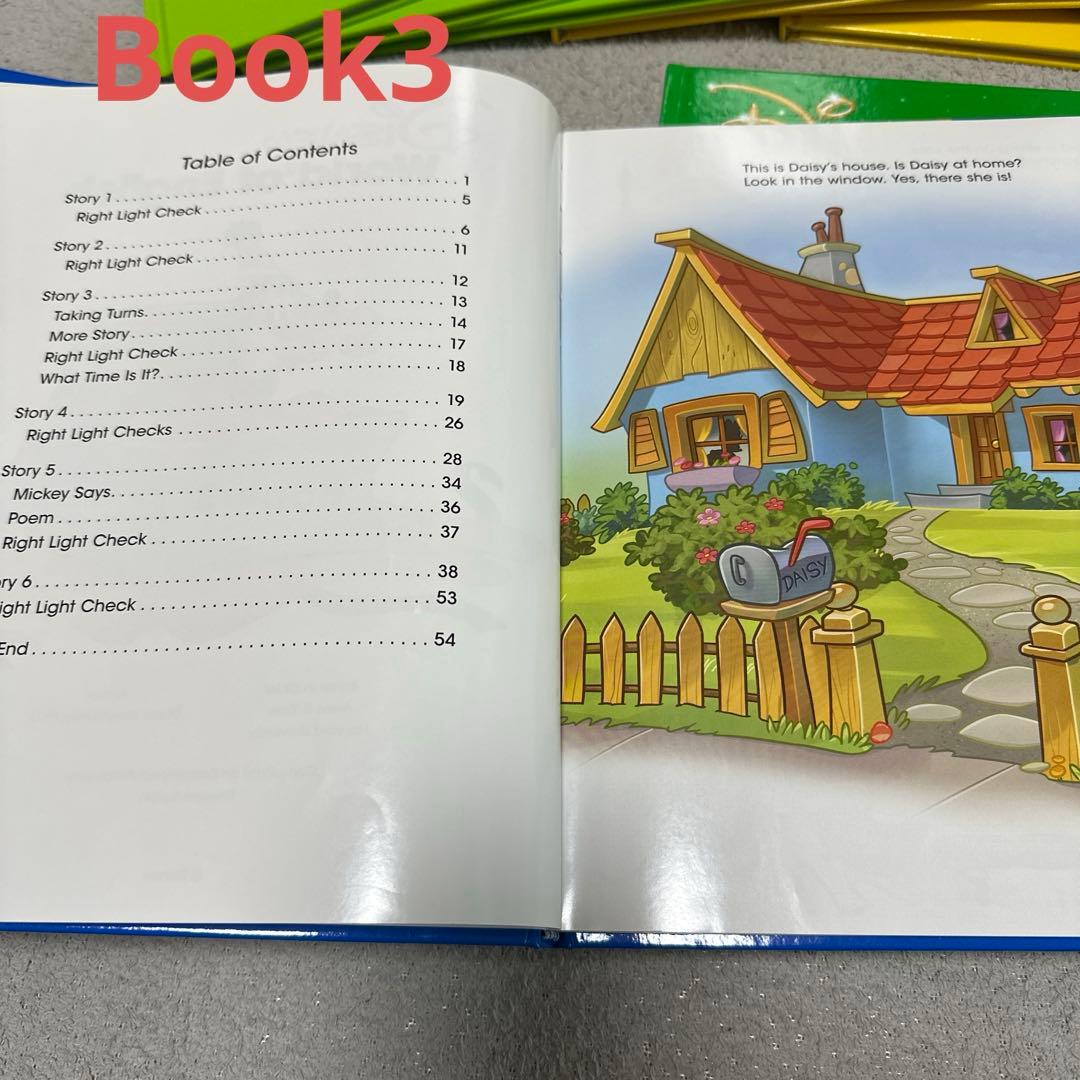 Book3
Table of Contents
Story 1 . . . . . . . . . . . . . . . . . . . . . . . . . . . . . . 1
Right Light Check . . . . . . . . . . . . . . . . . . . . . . 5
Story 2 . . . . . . . . . . . . . . . . . . . . . . . . . . . . . . 6
Right Light Check . . . . . . . . . . . . . . . . . . . . . . 11
Story 3 . . . . . . . . . . . . . . . . . . . . . . . . . . . . . . 12
Taking Turns. . . . . . . . . . . . . . . . . . . . . . . . . . 13
More Story . . . . . . . . . . . . . . . . . . . . . . . . . . . 14
Right Light Check . . . . . . . . . . . . . . . . . . . . . . 17
What Time Is It?. . . . . . . . . . . . . . . . . . . . . . . . 18
Story 4 . . . . . . . . . . . . . . . . . . . . . . . . . . . . . . 19
Right Light Checks . . . . . . . . . . . . . . . . . . . . . 26
Story 5 . . . . . . . . . . . . . . . . . . . . . . . . . . . . . . 28
Mickey Says. . . . . . . . . . . . . . . . . . . . . . . . . . 34
Poem . . . . . . . . . . . . . . . . . . . . . . . . . . . . . . . 36
Right Light Check . . . . . . . . . . . . . . . . . . . . . . 37
ory 6 . . . . . . . . . . . . . . . . . . . . . . . . . . . . . . . 38
ight Light Check . . . . . . . . . . . . . . . . . . . . . . . 53
End . . . . . . . . . . . . . . . . . . . . . . . . . . . . . . . . 54
This is Daisy's house. Is Daisy at home?
Look in the window. Yes, there she is!
DAISY